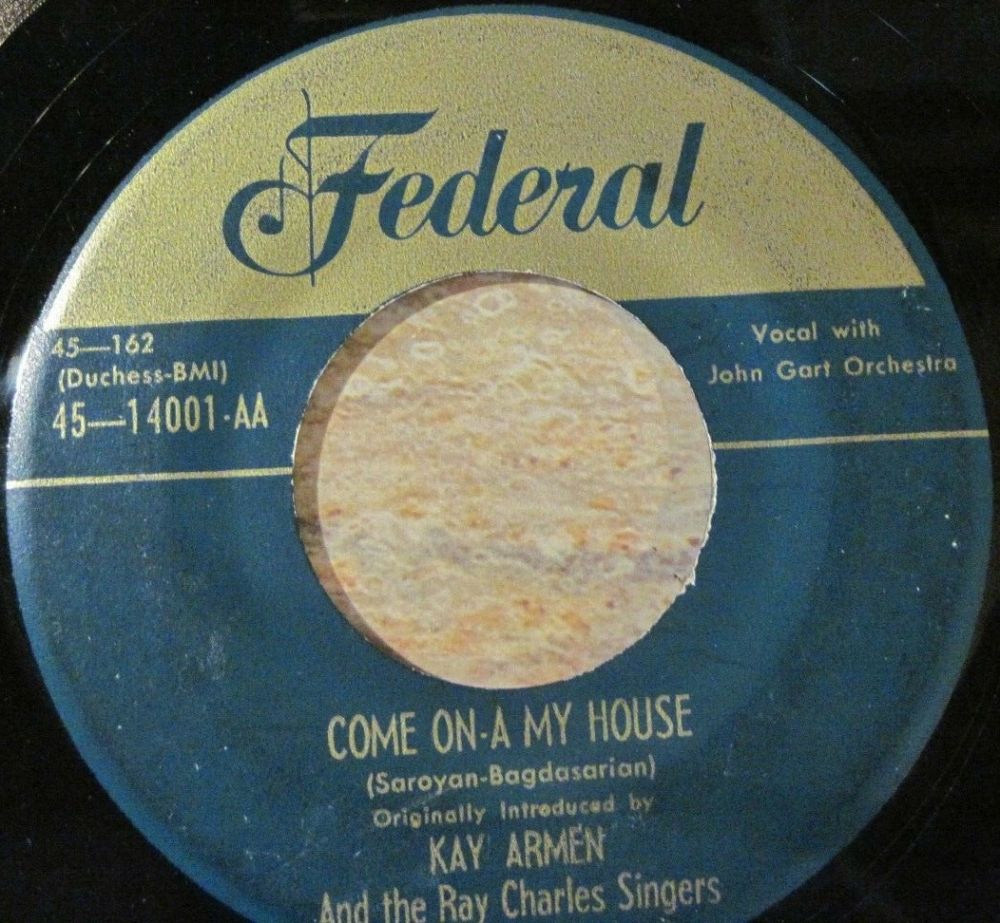 Federal
45—162
(Duchess-BMI)
45—14001-AA
Vocal with
John Gart Orchestra
COME ON-A MY HOUSE
(Saroyan-Bagdasarian)
Originally Introduced by
KAY ARMEN
And the Ray Charles Singers